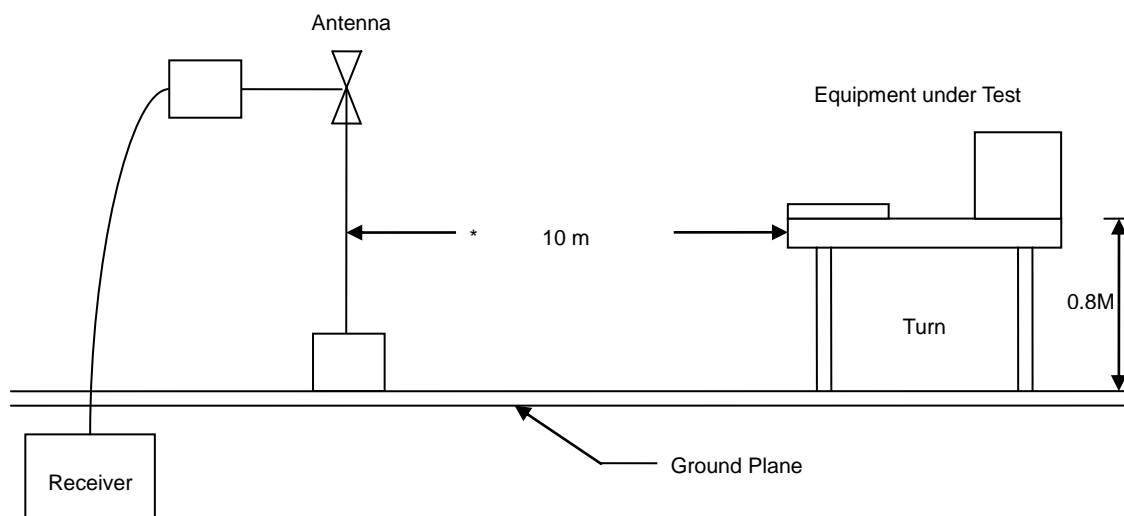 Antenna
Equipment under Test
* 10 m
0.8M
Turn
Ground Plane
Receiver